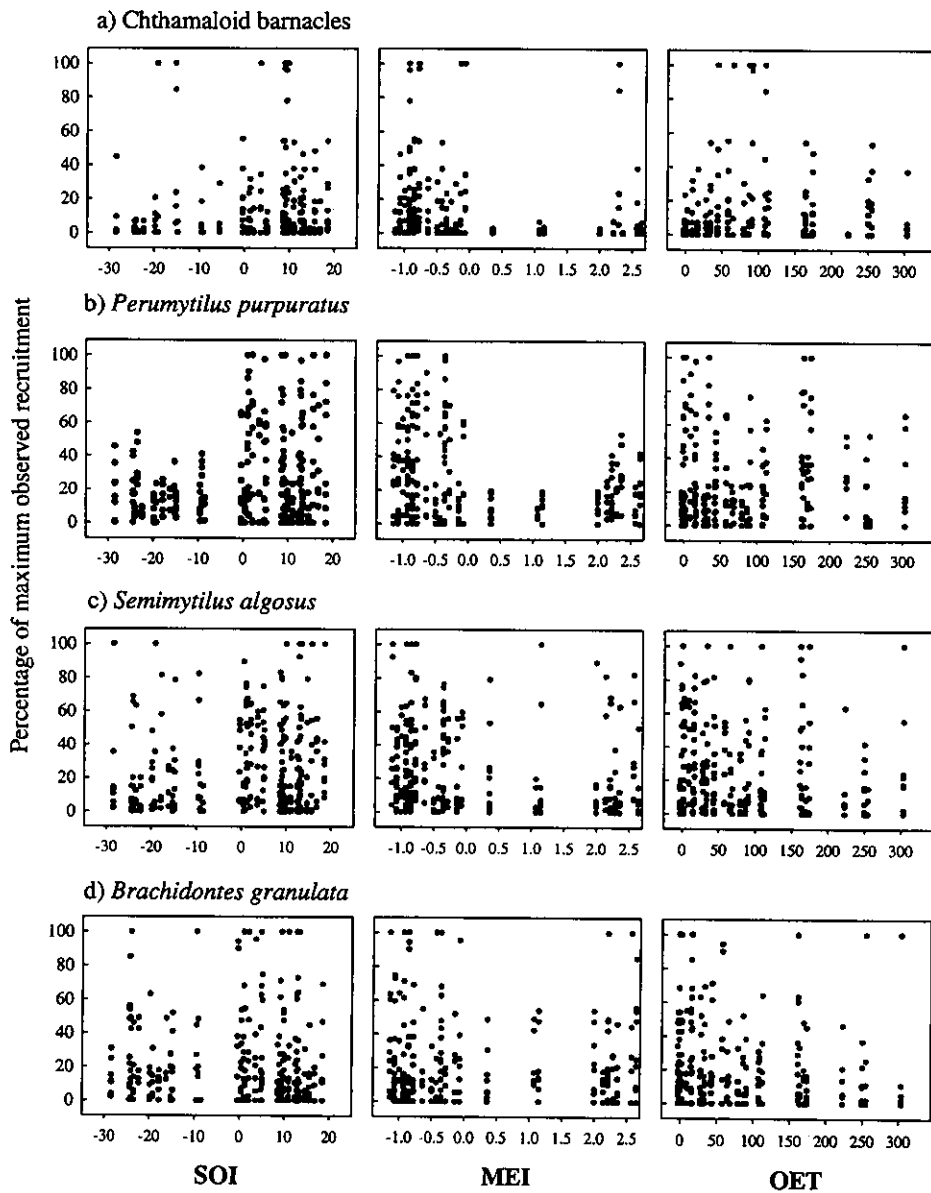 a) Chthamaloid barnacles
100
80
60
40
20
0
-30 -20 -10 0 10 20
-1.0 -0.5 0.0 0.5 1.0 1.5 2.0 2.5
0 50 100 150 200 250 300
b) Perumytilus purpuratus
100
80
60
40
20
0
-30 -20 -10 0 10 20
-1.0 -0.5 0.0 0.5 1.0 1.5 2.0 2.5
0 50 100 150 200 250 300
c) Semimytilus algosus
100
80
60
40
20
0
-30 -20 -10 0 10 20
-1.0 -0.5 0.0 0.5 1.0 1.5 2.0 2.5
0 50 100 150 200 250 300
d) Brachidontes granulata
100
80
60
40
20
0
-30 -20 -10 0 10 20
-1.0 -0.5 0.0 0.5 1.0 1.5 2.0 2.5
0 50 100 150 200 250 300
Percentage of maximum observed recruitment
SOI MEI OET